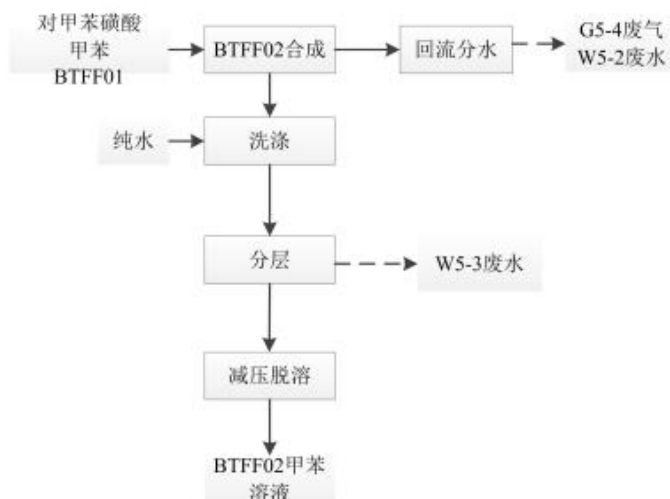 对甲苯磺酸
甲苯
BTFF01
BTFF02合成
回流分水
G5-4废气
W5-2废水
纯水
洗涤
分层
W5-3废水
减压脱溶
BTFF02甲苯
溶液